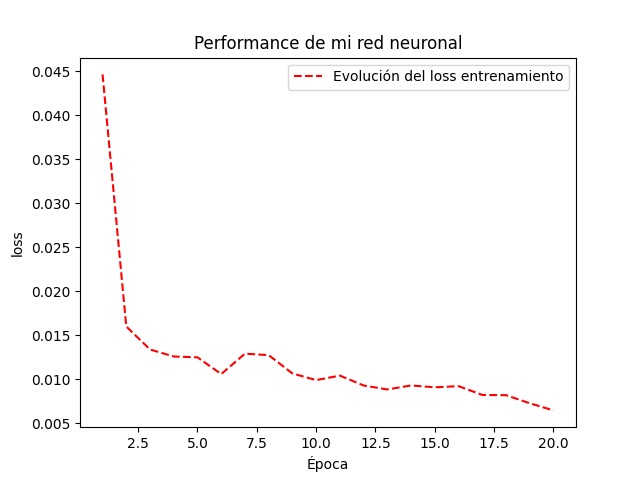 Performance de mi red neuronal
Evolución del loss entrenamiento
0.045
0.040
0.035
0.030
0.025
0.020
0.015
0.010
0.005
loss
2.5 5.0 7.5 10.0 12.5 15.0 17.5 20.0
Época